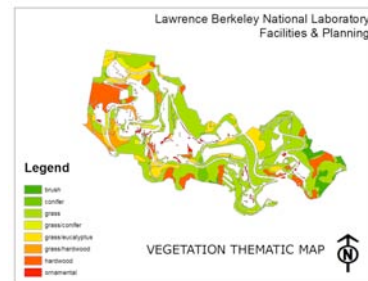 Lawrence Berkeley National Laboratory
Facilities & Planning
Legend
brush
conifer
grass
grass/conifer
grass/eucalyptus
grass/hardwood
hardwood
ornamental
VEGETATION THEMATIC MAP
N